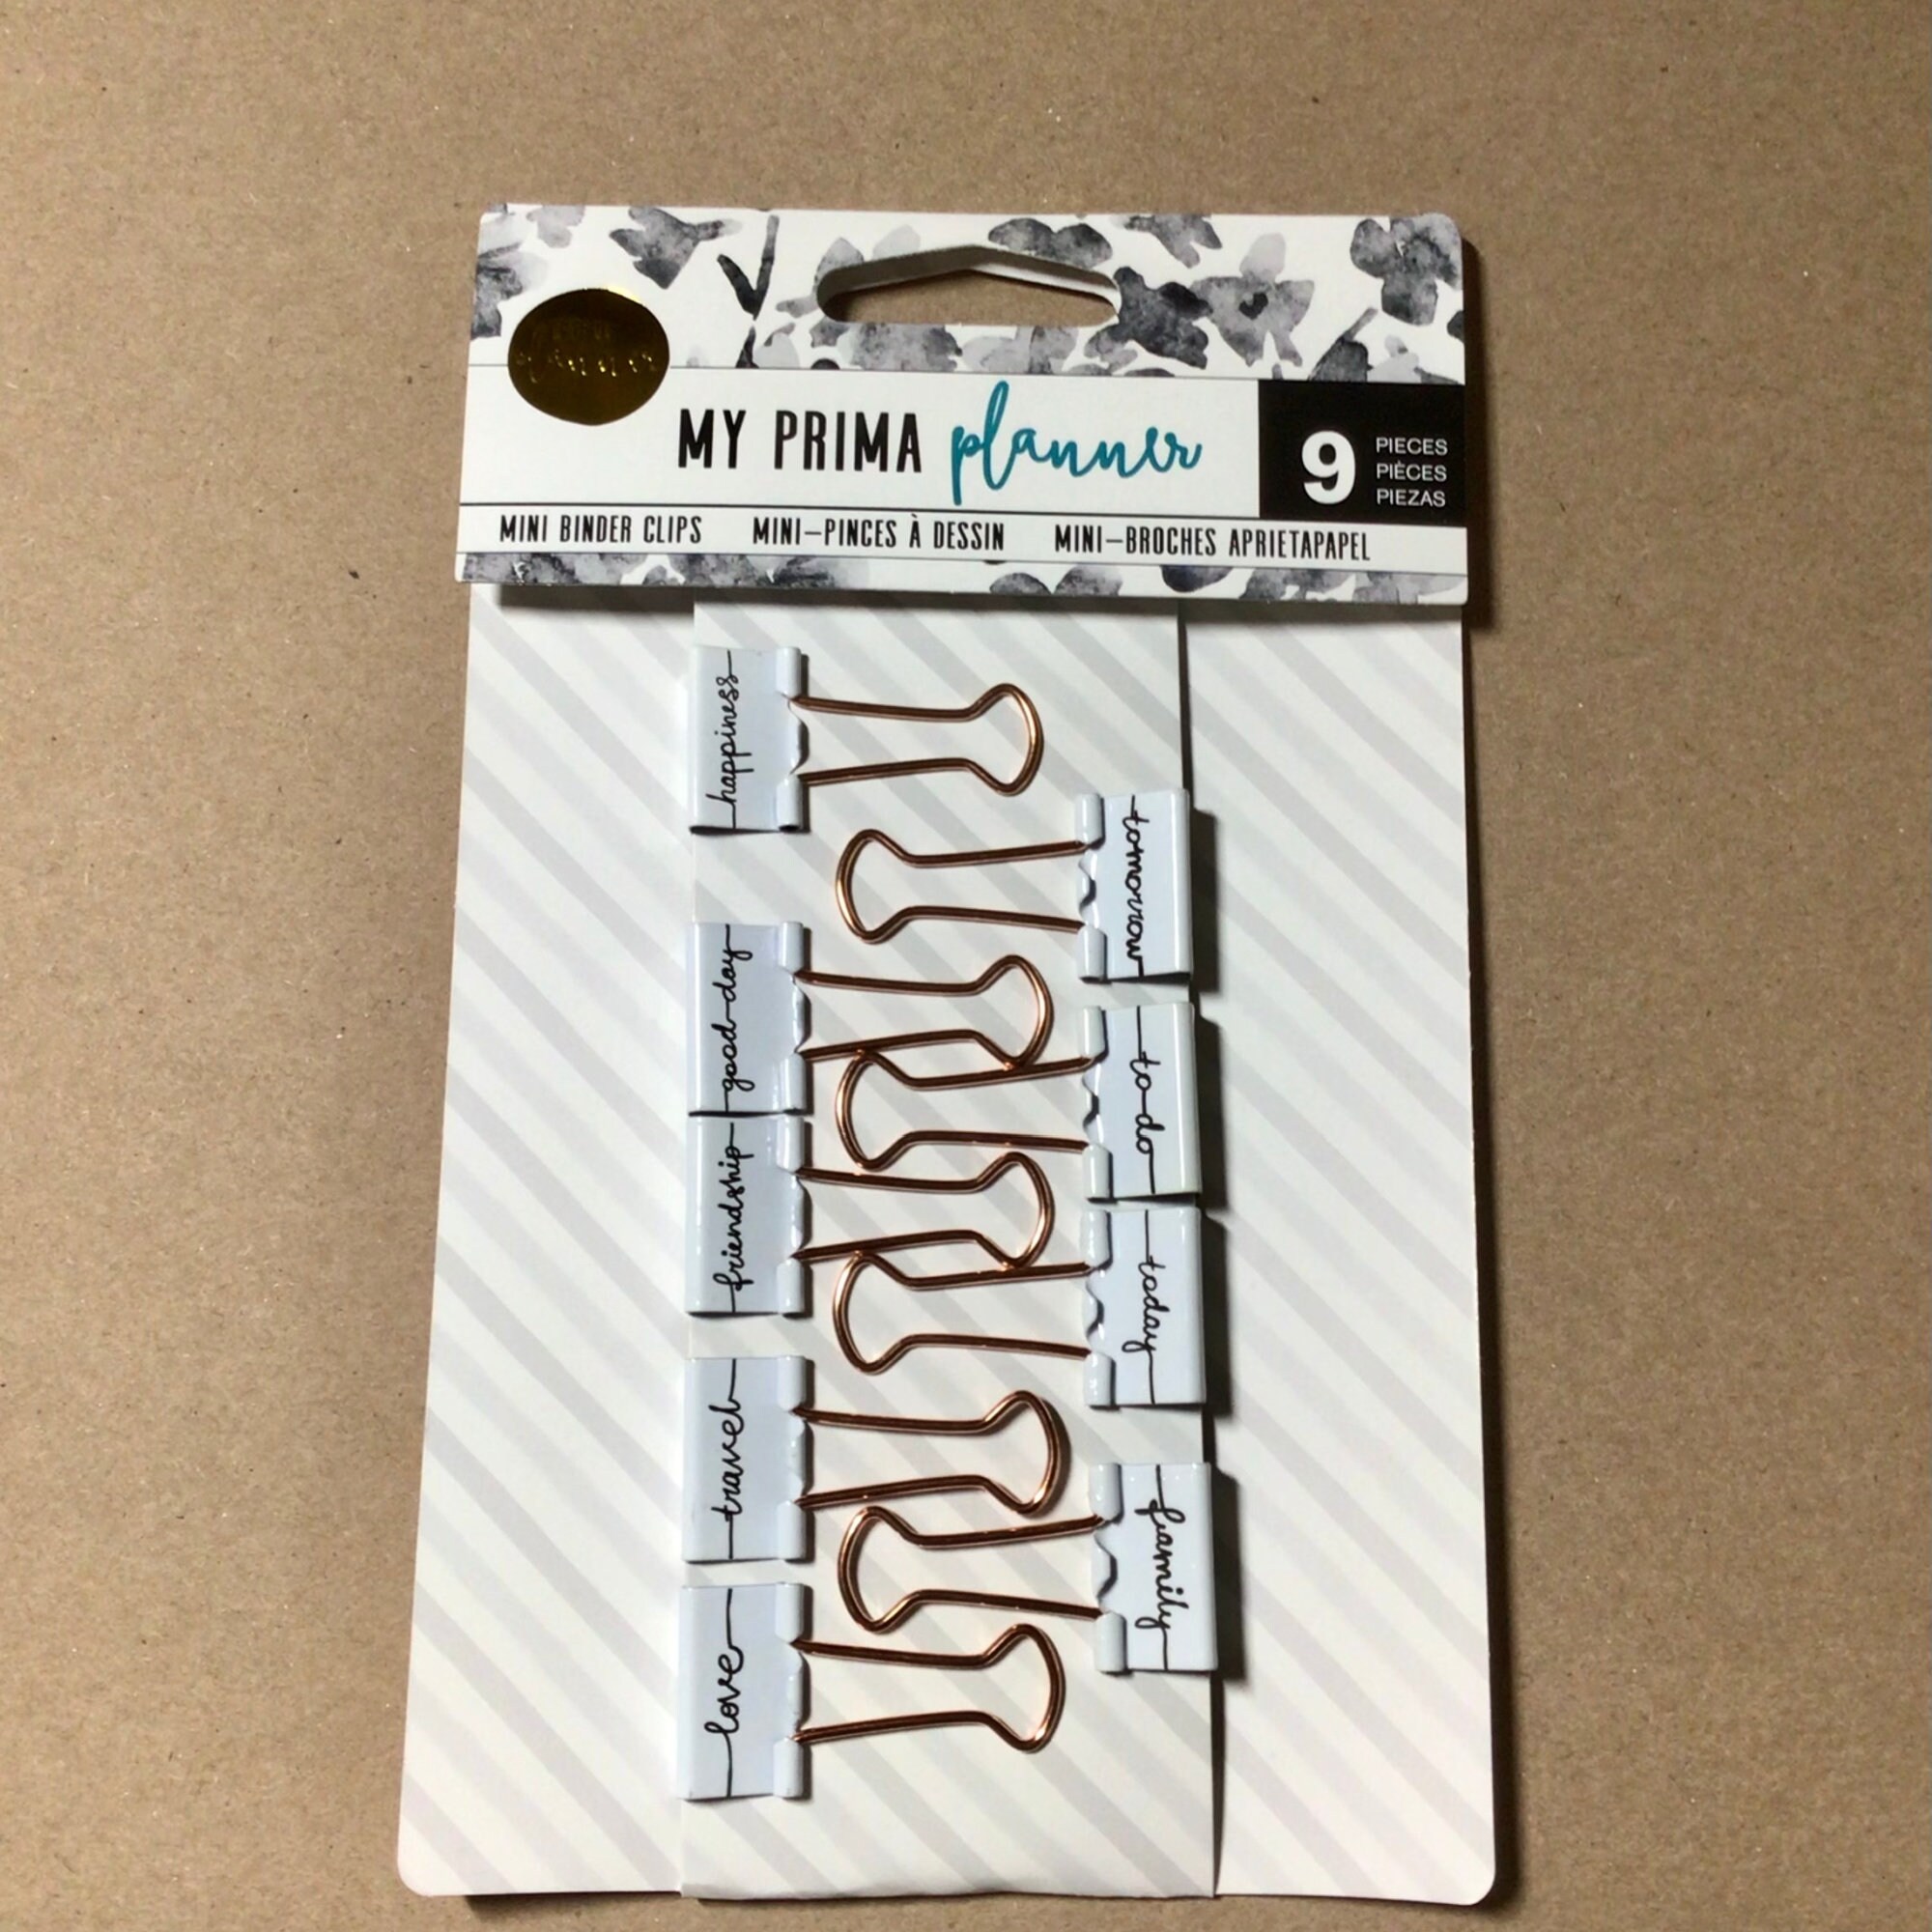 MY PRIMA planner
9 PIECES
PIÈCES
PIEZAS
MINI BINDER CLIPS MINI-PINCES À DESSIN MINI-BROCHES APRIETAPAPEL
happiness
tomorrow
good day
to do
friendship
today
travel
family
love